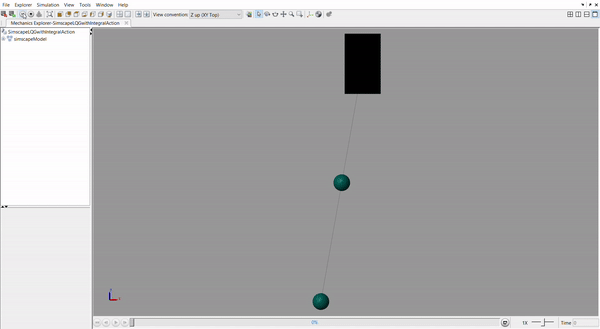 File Explorer Simulation View Tools Window Help
View convention: Z up (XY Top)
Mechanics Explorer-SimscapeLQGwithIntegralAction
SimscapeLQGwithIntegralAction
simscapeModel
0%
1X
Time 0